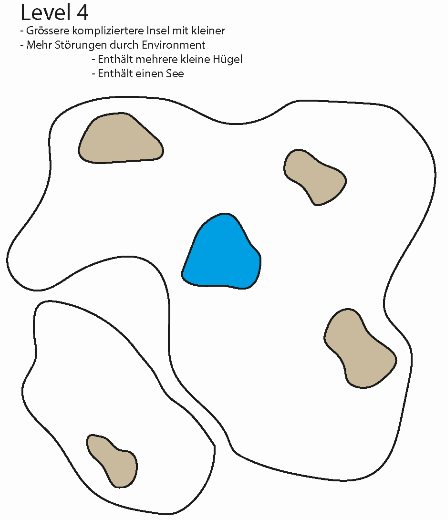 Level 4
- Grössere kompliziertere Insel mit kleiner
- Mehr Störungen durch Environment
- Enthält mehrere kleine Hügel
- Enthält einen See